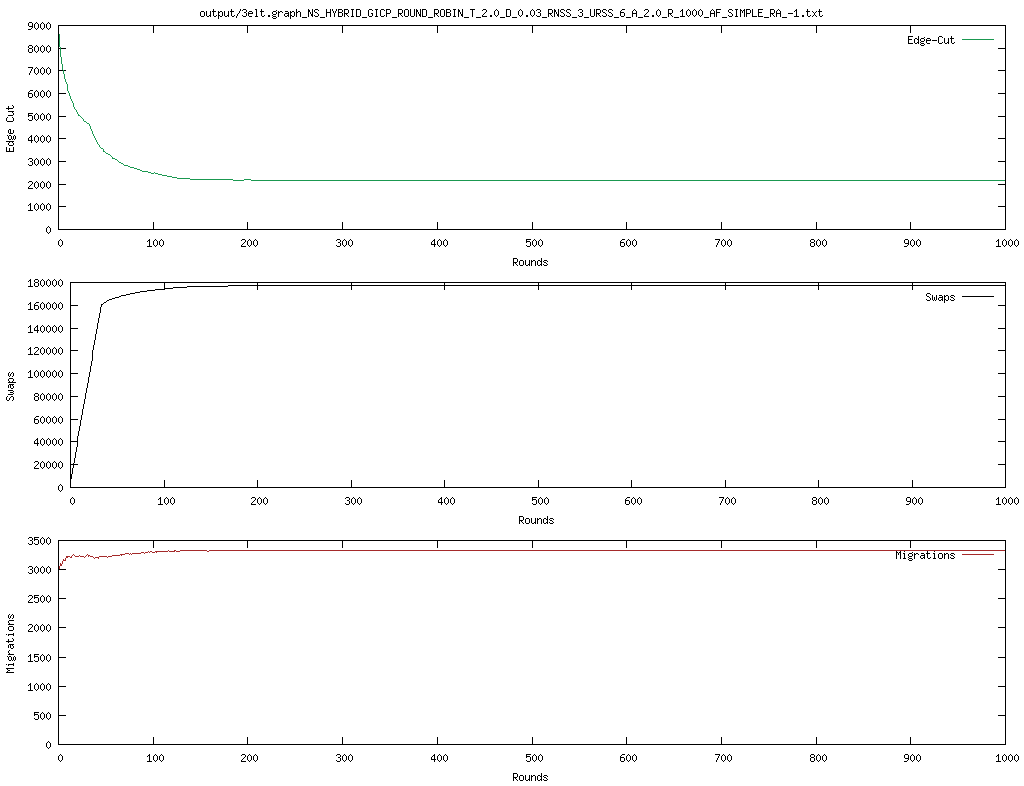 output/3elt.graph_NS_HYBRID_GICP_ROUND_ROBIN_T_2.0_D_0.03_RNSS_3_URSS_6_A_2.0_R_1000_AF_SIMPLE_RA_-1.txt
Edge-Cut
9000
8000
7000
6000
5000
4000
3000
2000
1000
0
Edge Cut
0 100 200 300 400 500 600 700 800 900 1000
Rounds
Swaps
180000
160000
140000
120000
100000
80000
60000
40000
20000
0
Swaps
0 100 200 300 400 500 600 700 800 900 1000
Rounds
Migrations
3500
3000
2500
2000
1500
1000
500
0
Migrations
0 100 200 300 400 500 600 700 800 900 1000
Rounds